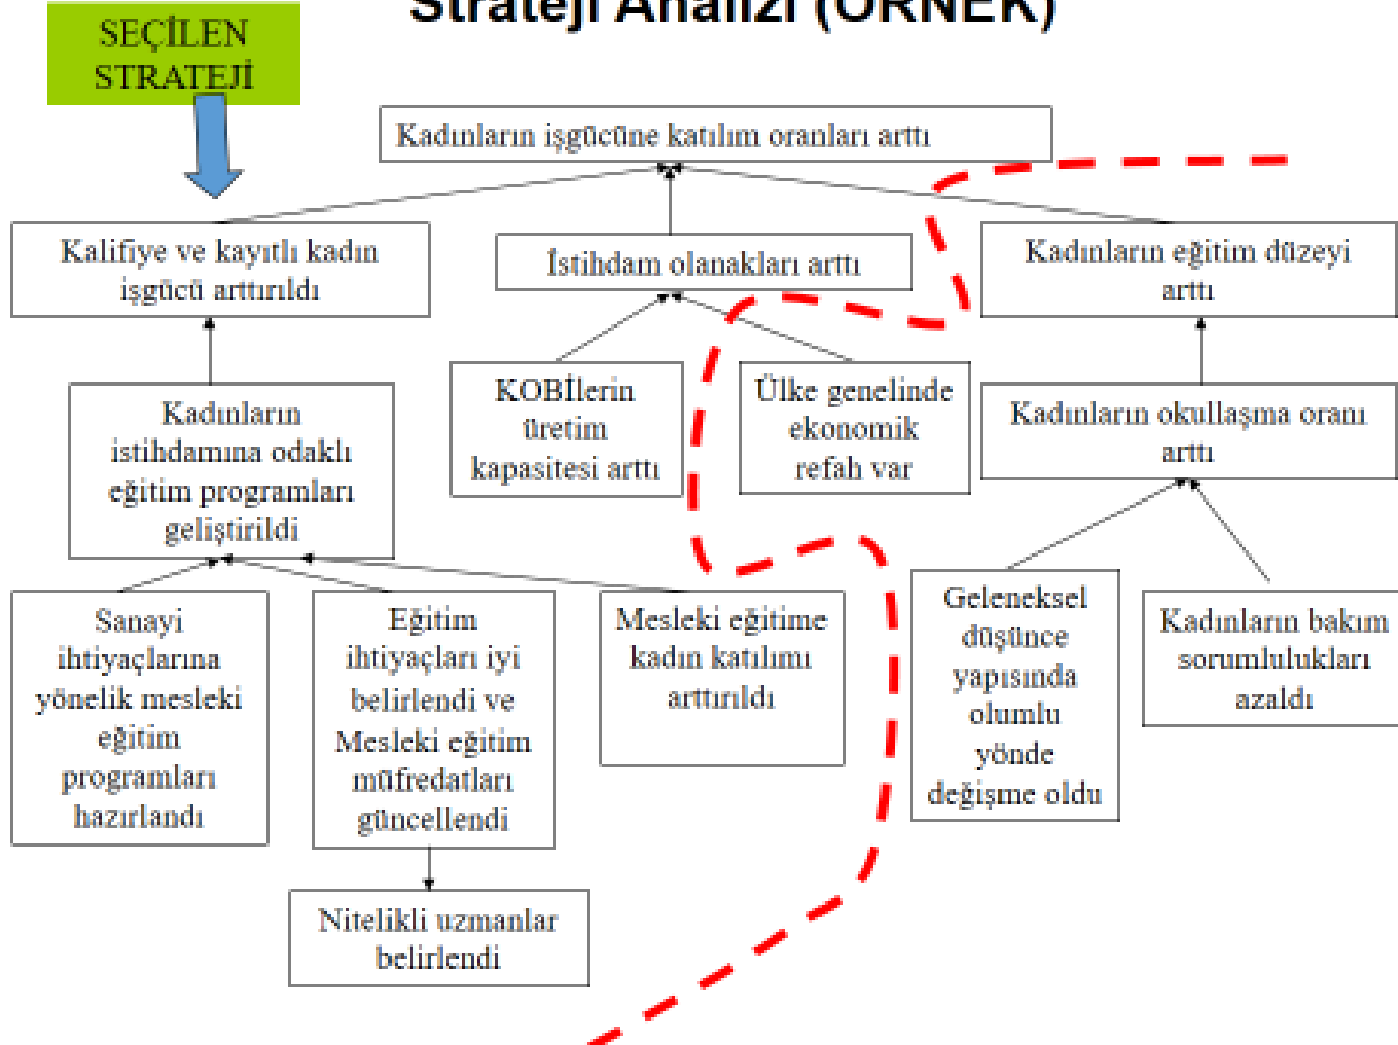 Strateji Analizi (ÖRNEK)
SEÇİLEN
STRATEJİ
Kadınların işgücüne katılım oranları arttı
Kalifiye ve kayıtlı kadın
işgücü arttırıldı
İstihdam olanakları arttı
Kadınların eğitim düzeyi
arttı
Kadınların
istihdamına odaklı
eğitim programları
geliştirildi
KOBİlerin
üretim
kapasitesi arttı
Ülke genelinde
ekonomik
refah var
Kadınların okullaşma oranı
arttı
Sanayi
ihtiyaçlarına
yönelik mesleki
eğitim
programları
hazırlandı
Eğitim
ihtiyaçları iyi
belirlendi ve
Mesleki eğitim
müfredatları
güncellendi
Mesleki eğitime
kadın katılımı
arttırıldı
Geleneksel
düşünce
yapısında
olumlu
yönde
değişme oldu
Kadınların bakım
sorumlulukları
azaldı
Nitelikli uzmanlar
belirlendi